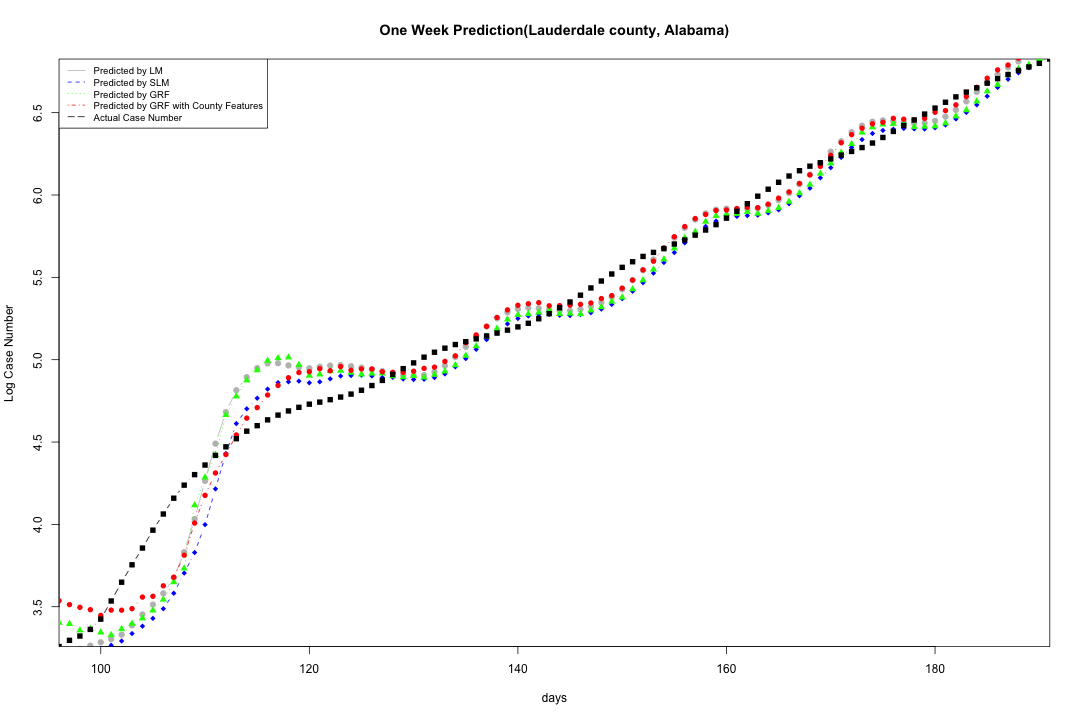 One Week Prediction(Lauderdale county, Alabama)
Predicted by LM
Predicted by SLM
Predicted by GRF
Predicted by GRF with County Features
Actual Case Number
Log Case Number
6.5
6.0
5.5
5.0
4.5
4.0
3.5
100 120 140 160 180
days